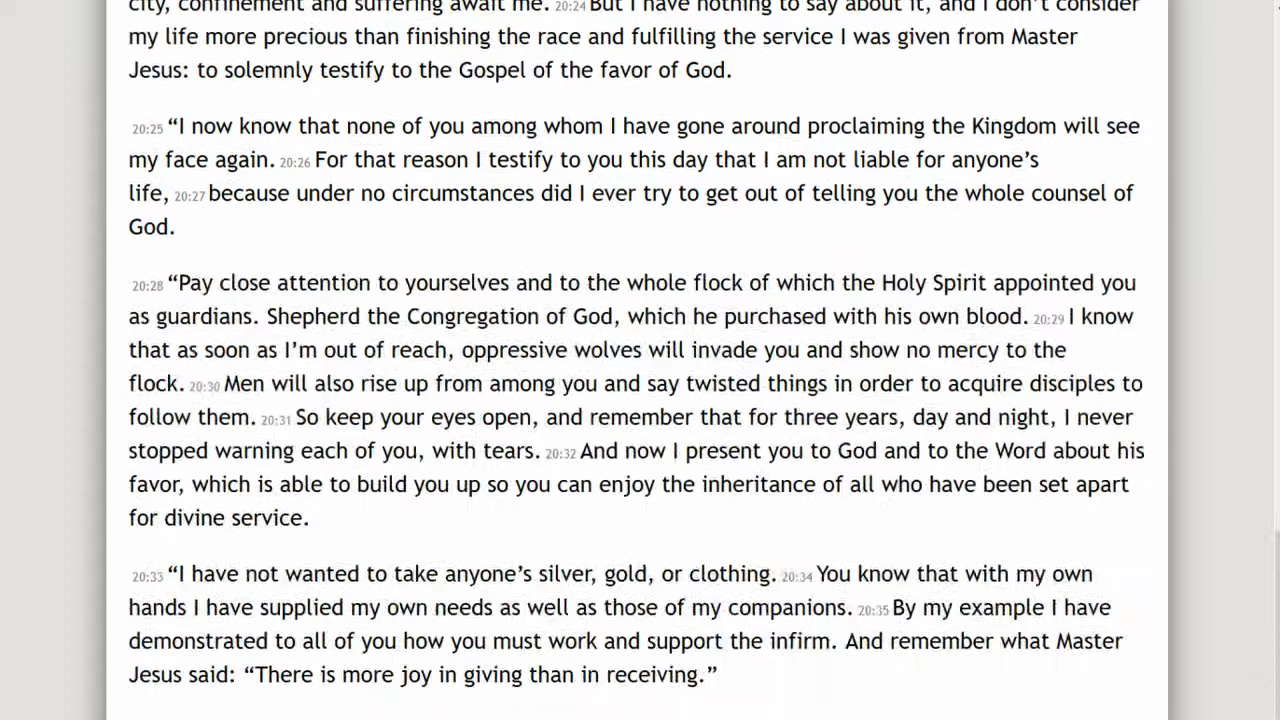 city, confinement and suffering await me. 20:24 But I have nothing to say about it, and I don't consider
my life more precious than finishing the race and fulfilling the service I was given from Master
Jesus: to solemnly testify to the Gospel of the favor of God.
20:25 “I now know that none of you among whom I have gone around proclaiming the Kingdom will see
my face again. 20:26 For that reason I testify to you this day that I am not liable for anyone’s
life, 20:27 because under no circumstances did I ever try to get out of telling you the whole counsel of
God.
20:28 “Pay close attention to yourselves and to the whole flock of which the Holy Spirit appointed you
as guardians. Shepherd the Congregation of God, which he purchased with his own blood. 20:29 I know
that as soon as I’m out of reach, oppressive wolves will invade you and show no mercy to the
flock. 20:30 Men will also rise up from among you and say twisted things in order to acquire disciples to
follow them. 20:31 So keep your eyes open, and remember that for three years, day and night, I never
stopped warning each of you, with tears. 20:32 And now I present you to God and to the Word about his
favor, which is able to build you up so you can enjoy the inheritance of all who have been set apart
for divine service.
20:33 “I have not wanted to take anyone’s silver, gold, or clothing. 20:34 You know that with my own
hands I have supplied my own needs as well as those of my companions. 20:35 By my example I have
demonstrated to all of you how you must work and support the infirm. And remember what Master
Jesus said: “There is more joy in giving than in receiving.”